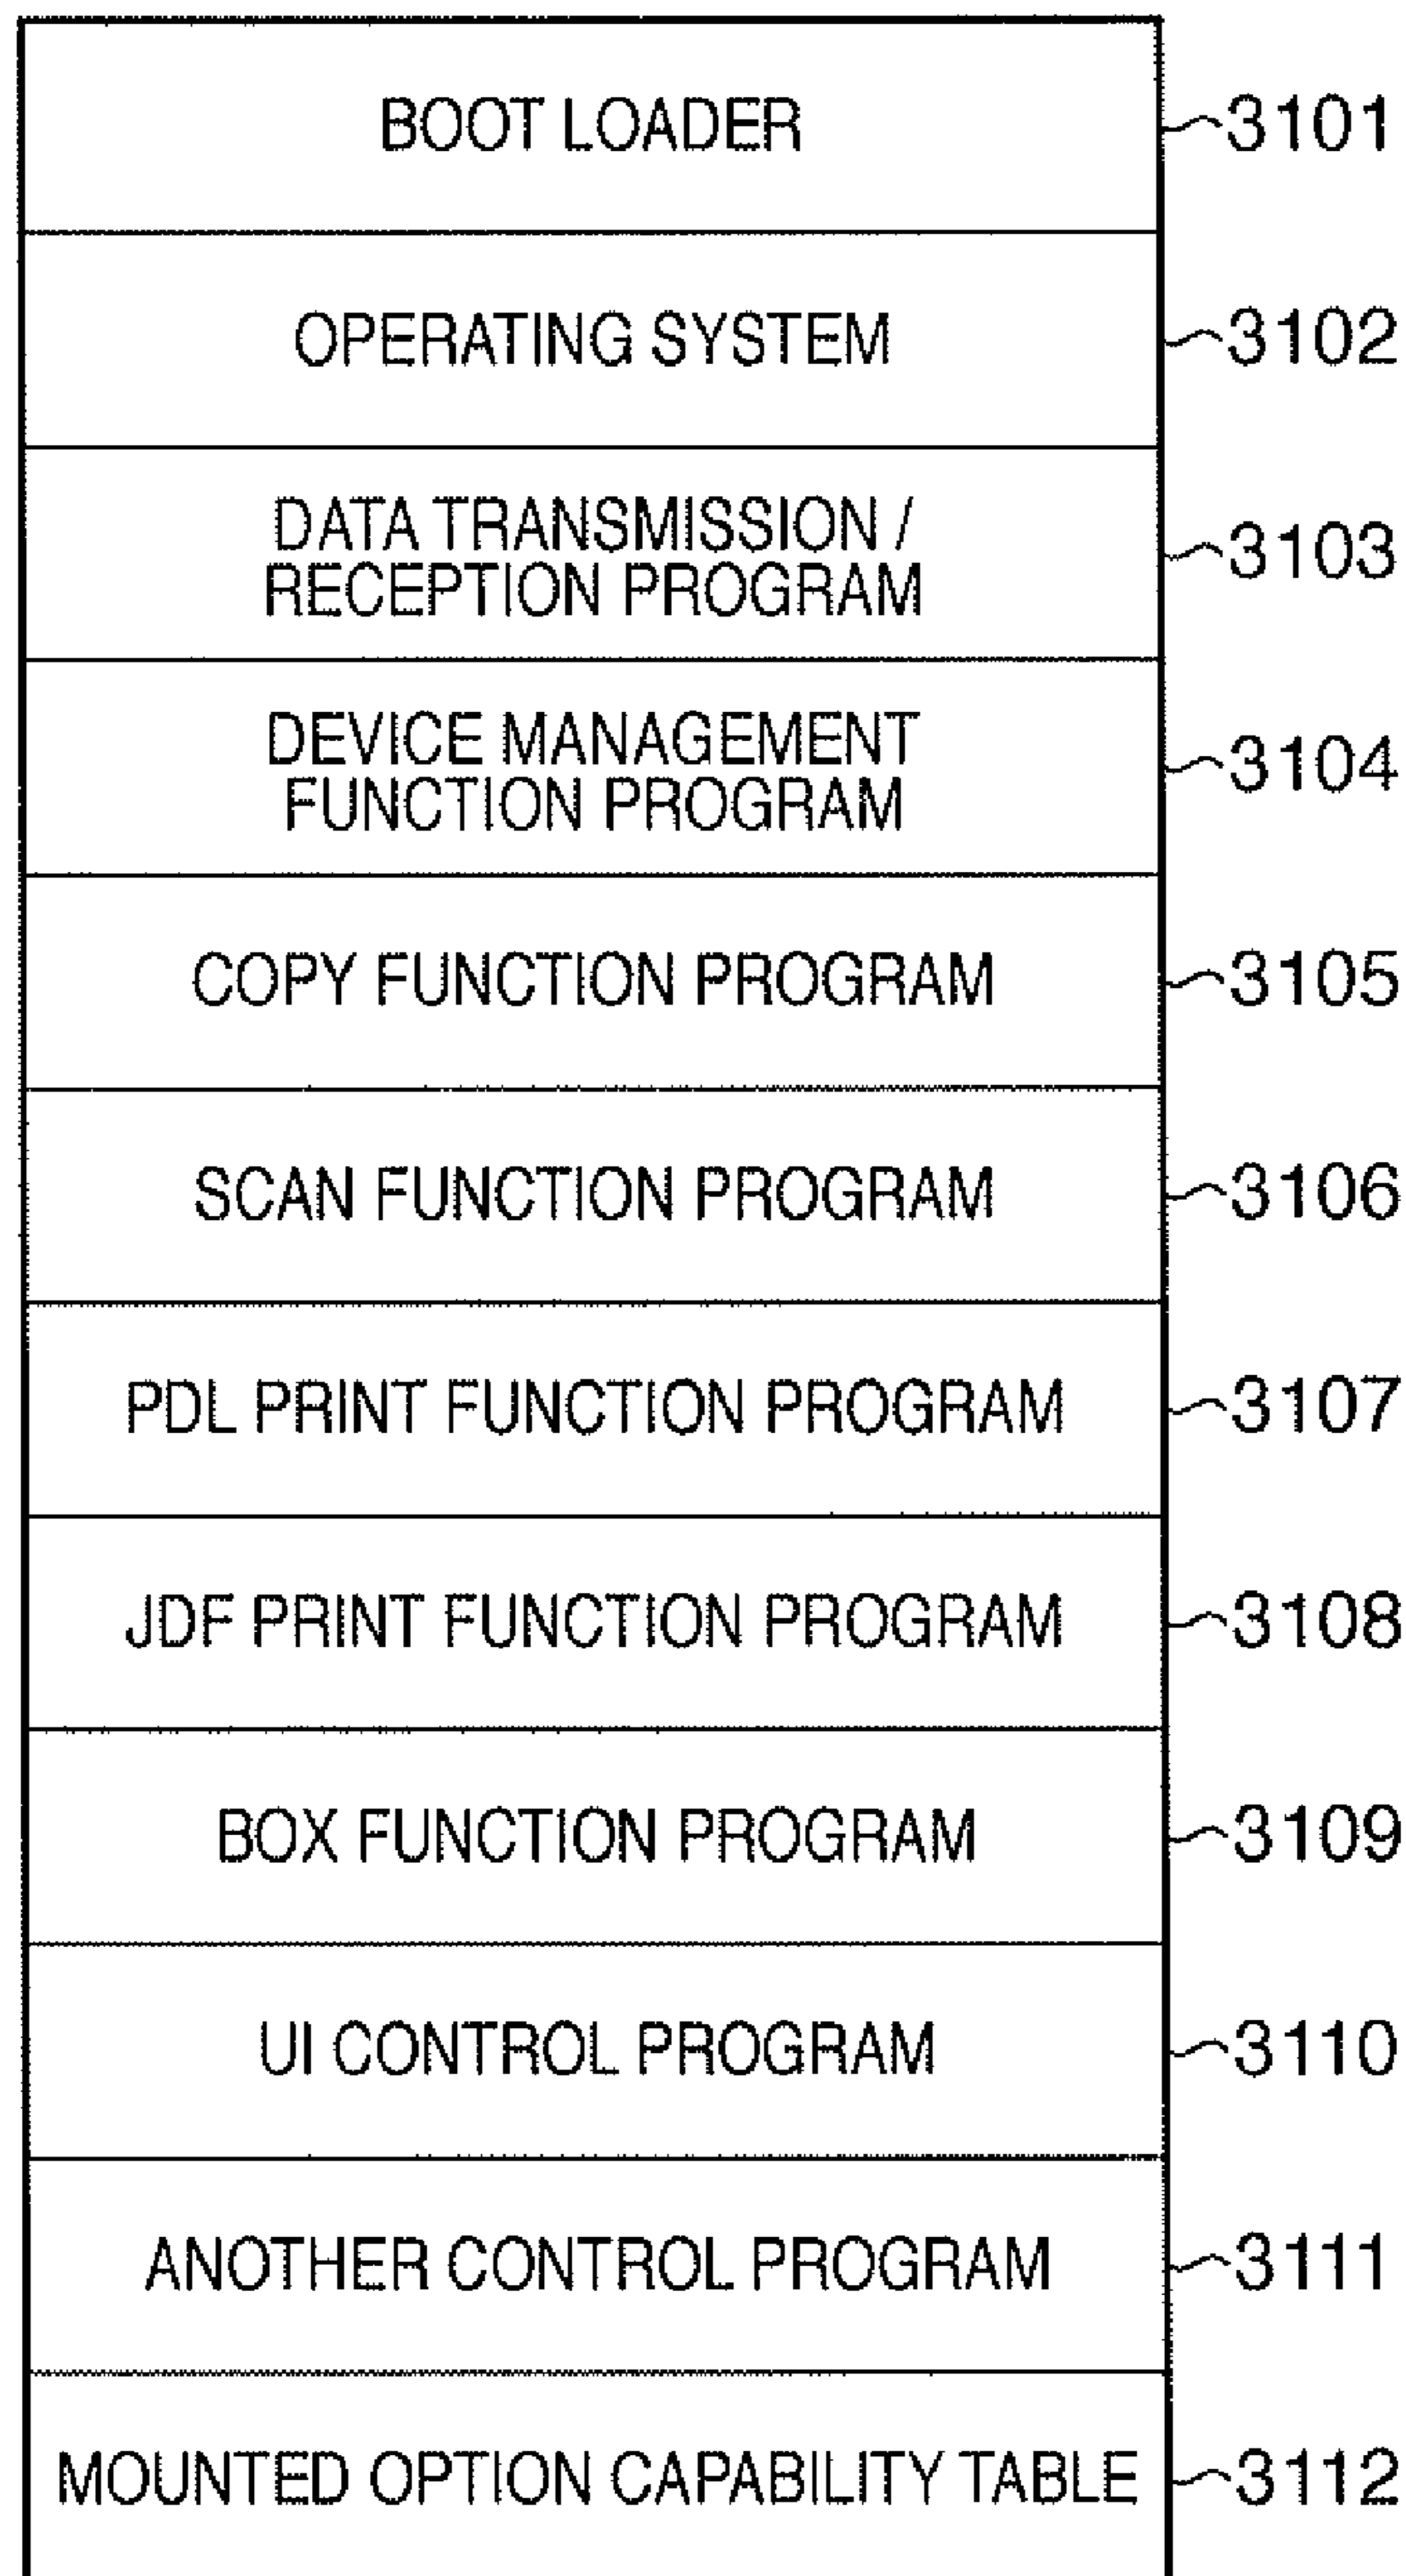 BOOT LOADER
3101
OPERATING SYSTEM
3102
DATA TRANSMISSION /
RECEPTION PROGRAM
3103
DEVICE MANAGEMENT
FUNCTION PROGRAM
3104
COPY FUNCTION PROGRAM
3105
SCAN FUNCTION PROGRAM
3106
PDL PRINT FUNCTION PROGRAM
3107
JDF PRINT FUNCTION PROGRAM
3108
BOX FUNCTION PROGRAM
3109
UI CONTROL PROGRAM
3110
ANOTHER CONTROL PROGRAM
3111
MOUNTED OPTION CAPABILITY TABLE
3112